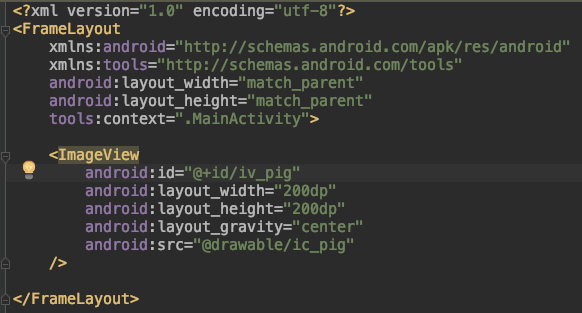 <?xml version="1.0" encoding="utf-8"?>
<FrameLayout
    xmlns:android="http://schemas.android.com/apk/res/android"
    xmlns:tools="http://schemas.android.com/tools"
    android:layout_width="match_parent"
    android:layout_height="match_parent"
    tools:context=".MainActivity">

    <ImageView
        android:id="@+id/iv_pig"
        android:layout_width="200dp"
        android:layout_height="200dp"
        android:layout_gravity="center"
        android:src="@drawable/ic_pig"
    />

</FrameLayout>